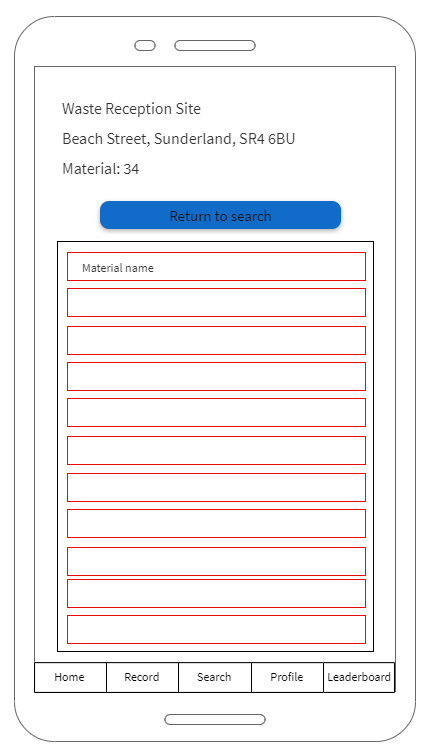 Waste Reception Site
Beach Street, Sunderland, SR4 6BU
Material: 34
Return to search
Material name
Home Record Search Profile Leaderboard